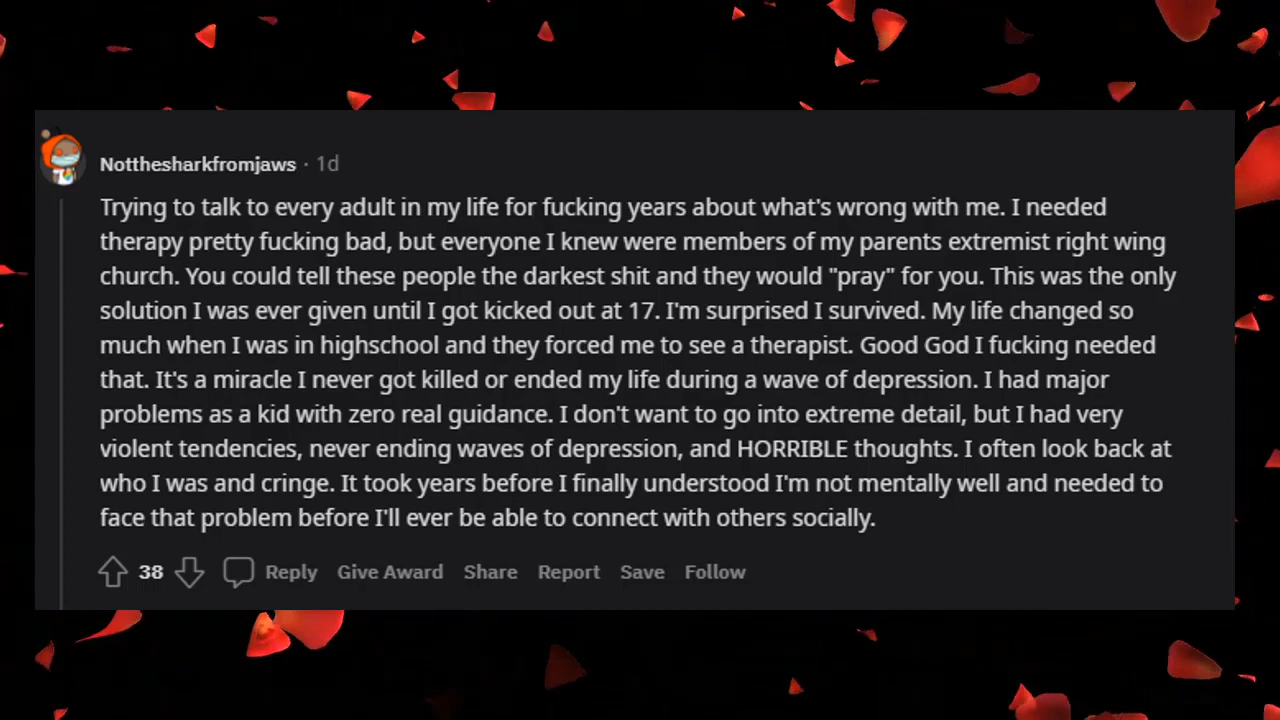 Notthesharkfromjaws · 1d
Trying to talk to every adult in my life for fucking years about what's wrong with me. I needed
therapy pretty fucking bad, but everyone I knew were members of my parents extremist right wing
church. You could tell these people the darkest shit and they would "pray" for you. This was the only
solution I was ever given until I got kicked out at 17. I'm surprised I survived. My life changed so
much when I was in highschool and they forced me to see a therapist. Good God I fucking needed
that. It's a miracle I never got killed or ended my life during a wave of depression. I had major
problems as a kid with zero real guidance. I don't want to go into extreme detail, but I had very
violent tendencies, never ending waves of depression, and HORRIBLE thoughts. I often look back at
who I was and cringe. It took years before I finally understood I'm not mentally well and needed to
face that problem before I'll ever be able to connect with others socially.
38 Reply Give Award Share Report Save Follow